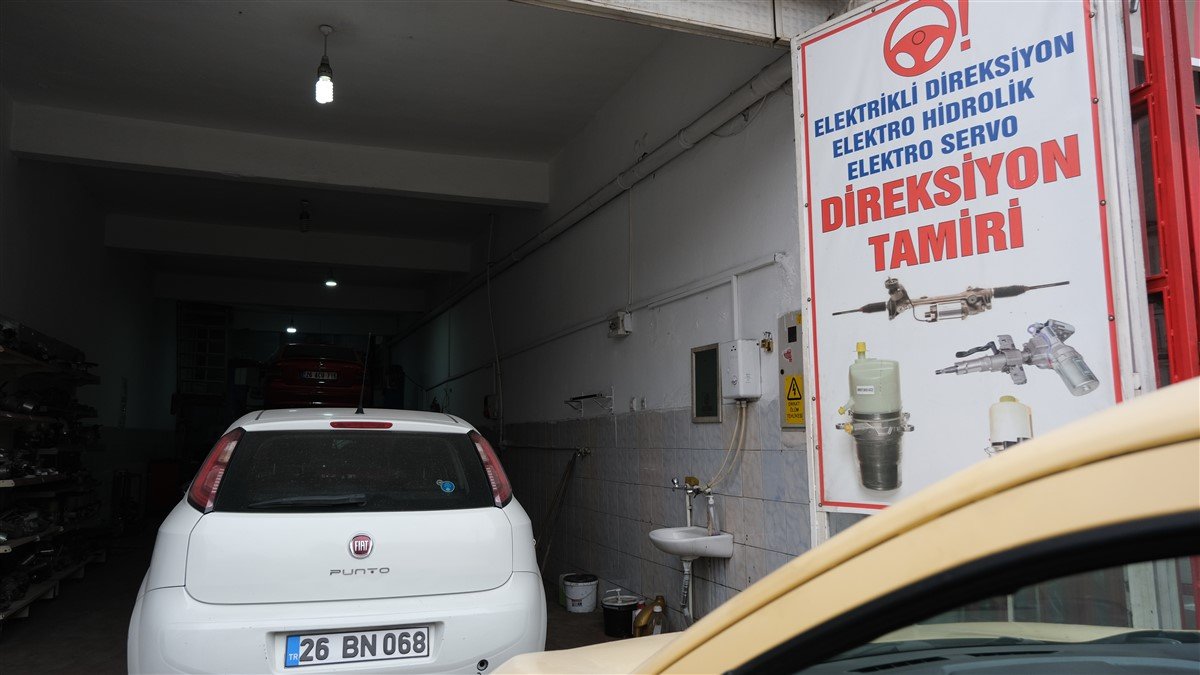 ELEKTRİKLİ DİREKSİYON
ELEKTRO HİDROLİK
ELEKTRO SERVO
DİREKSİYON
TAMİRİ
FIAT
PUNTO
TR 26 BN 068